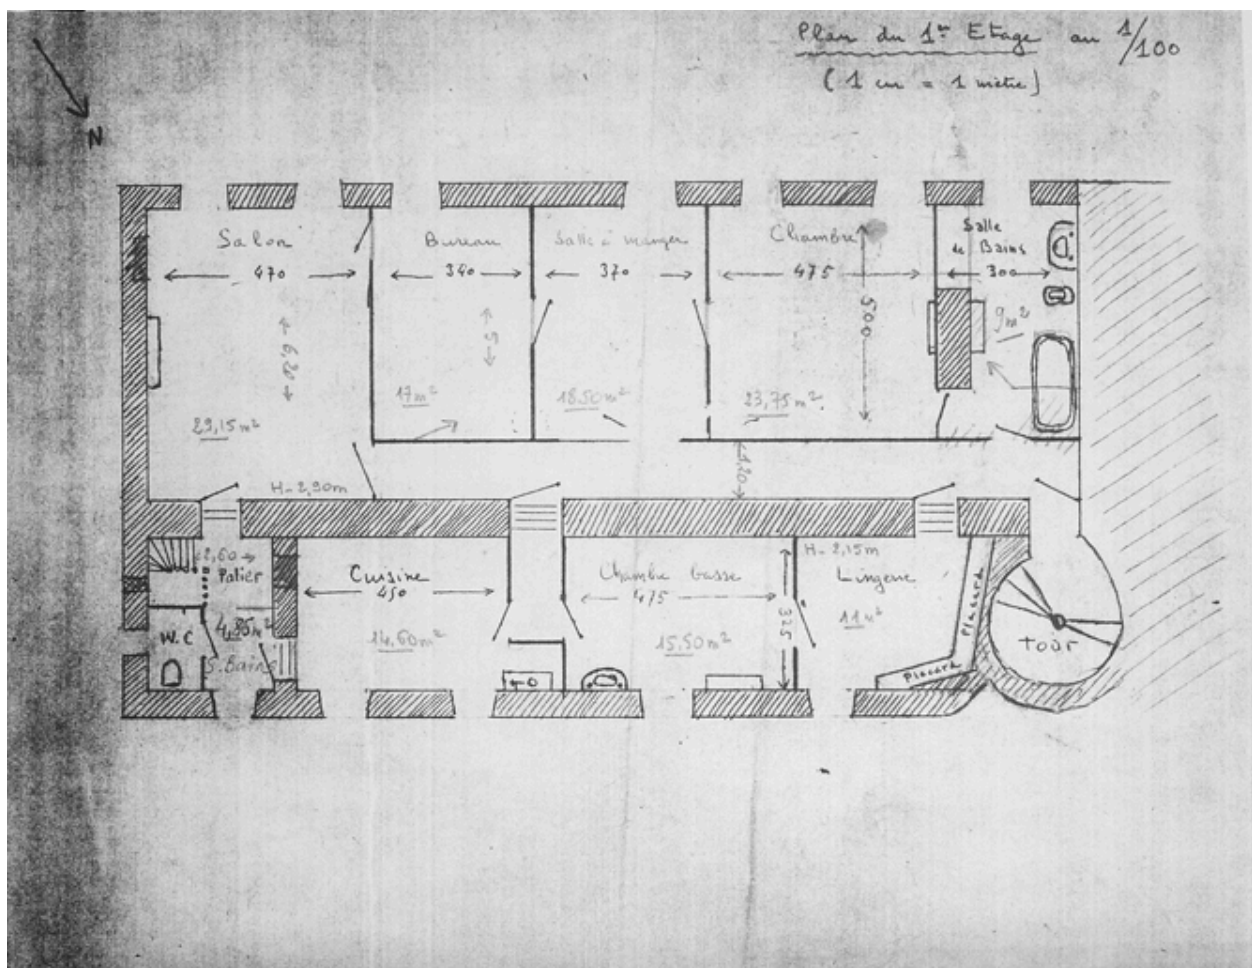 Plan du 1er Etage au 1/100
(1 cm = 1 mètre)
N
Salon
470
6,20
29,15 m²
H = 2,90m
Bureau
340
5
17 m²
Salle à manger
370
18,50 m²
Chambre
475
500
23,75 m²
Salle
de Bains
300
9 m²
1,20
2,60
Palier
4,85 m²
W.C
S. Bains
Cuisine
450
14,60 m²
Chambre basse
475
15,50 m²
325
H = 2,15m
Lingerie
11 m²
Placard
Placard
Tour